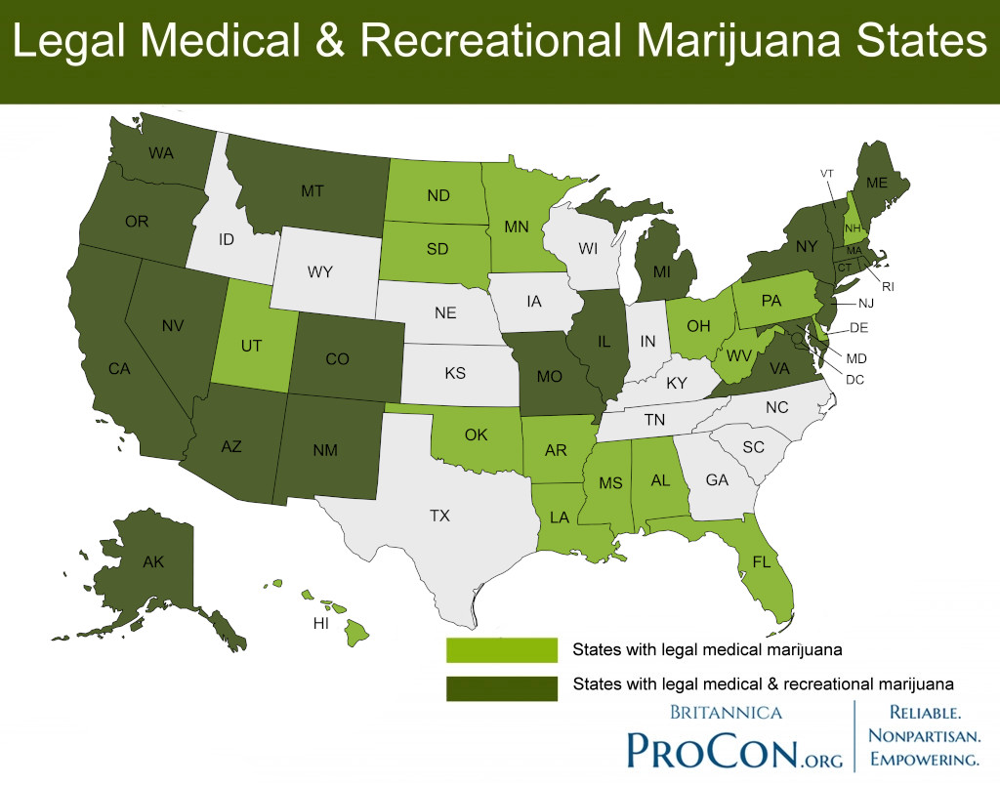 Legal Medical & Recreational Marijuana States
WA
MT
ND
MN
VT
ME
OR
ID
SD
WI
NH
NY
MA
WY
MI
CT
RI
NE
IA
PA
NJ
NV
UT
CO
IL
IN
OH
DE
CA
KS
MO
WV
VA
MD
DC
KY
NC
AZ
NM
OK
AR
TN
SC
TX
LA
MS
AL
GA
FL
AK
HI
States with legal medical marijuana
States with legal medical & recreational marijuana
BRITANNICA
PROCON.ORG
RELIABLE.
NONPARTISAN.
EMPOWERING.